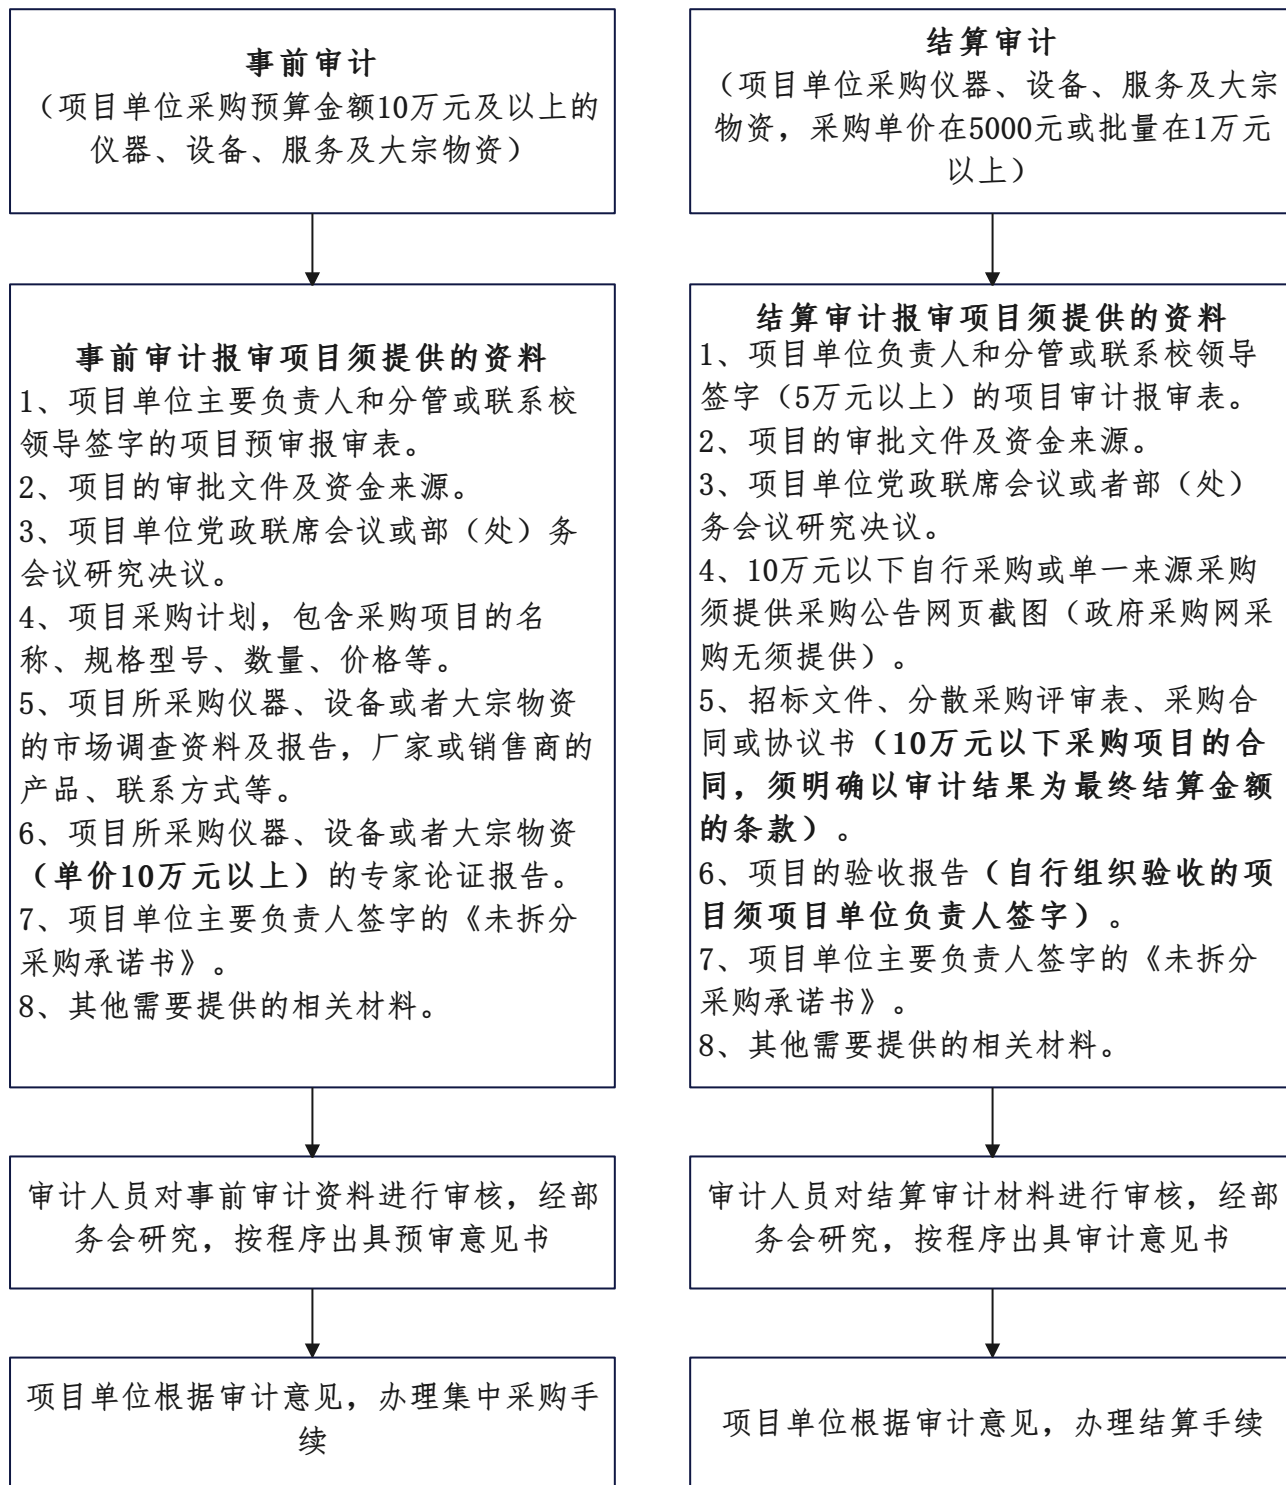 事前审计
（项目单位采购预算金额10万元及以上的
仪器、设备、服务及大宗物资）
事前审计报审项目须提供的资料
1、项目单位主要负责人和分管或联系校
领导签字的项目预审报审表。
2、项目的审批文件及资金来源。
3、项目单位党政联席会议或部（处）务
会议研究决议。
4、项目采购计划，包含采购项目的名
称、规格型号、数量、价格等。
5、项目所采购仪器、设备或者大宗物资
的市场调查资料及报告，厂家或销售商的
产品、联系方式等。
6、项目所采购仪器、设备或者大宗物资
（单价10万元以上）的专家论证报告。
7、项目单位主要负责人签字的《未拆分
采购承诺书》。
8、其他需要提供的相关材料。
审计人员对事前审计资料进行审核，经部
务会研究，按程序出具预审意见书
项目单位根据审计意见，办理集中采购手
续
结算审计
（项目单位采购仪器、设备、服务及大宗
物资，采购单价在5000元或批量在1万元
以上）
结算审计报审项目须提供的资料
1、项目单位负责人和分管或联系校领导
签字（5万元以上）的项目审计报审表。
2、项目的审批文件及资金来源。
3、项目单位党政联席会议或者部（处）
务会议研究决议。
4、10万元以下自行采购或单一来源采购
须提供采购公告网页截图（政府采购网采
购无须提供）。
5、招标文件、分散采购评审表、采购合
同或协议书（10万元以下采购项目的合
同，须明确以审计结果为最终结算金额
的条款）。
6、项目的验收报告（自行组织验收的项
目须项目单位负责人签字）。
7、项目单位主要负责人签字的《未拆分
采购承诺书》。
8、其他需要提供的相关材料。
审计人员对结算审计材料进行审核，经部
务会研究，按程序出具审计意见书
项目单位根据审计意见，办理结算手续